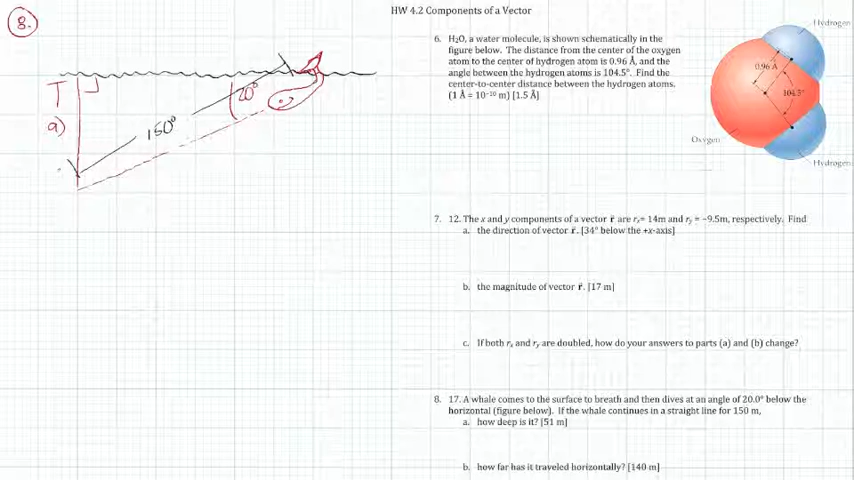 8.
a)
150°
20°
HW 4.2 Components of a Vector
6. H₂O, a water molecule, is shown schematically in the
figure below. The distance from the center of the oxygen
atom to the center of hydrogen atom is 0.96 Å, and the
angle between the hydrogen atoms is 104.5°. Find the
center-to-center distance between the hydrogen atoms.
(1 Å = 10⁻¹⁰ m) [1.5 Å]
Hydrogen
0.96 Å
104.5°
Oxygen
Hydrogen
7. 12. The x and y components of a vector r⃗ are rₓ= 14m and r_y = −9.5m, respectively. Find
a. the direction of vector r⃗. [34° below the +x-axis]
b. the magnitude of vector r⃗. [17 m]
c. If both rₓ and r_y are doubled, how do your answers to parts (a) and (b) change?
8. 17. A whale comes to the surface to breath and then dives at an angle of 20.0° below the
horizontal (figure below). If the whale continues in a straight line for 150 m,
a. how deep is it? [51 m]
b. how far has it traveled horizontally? [140 m]